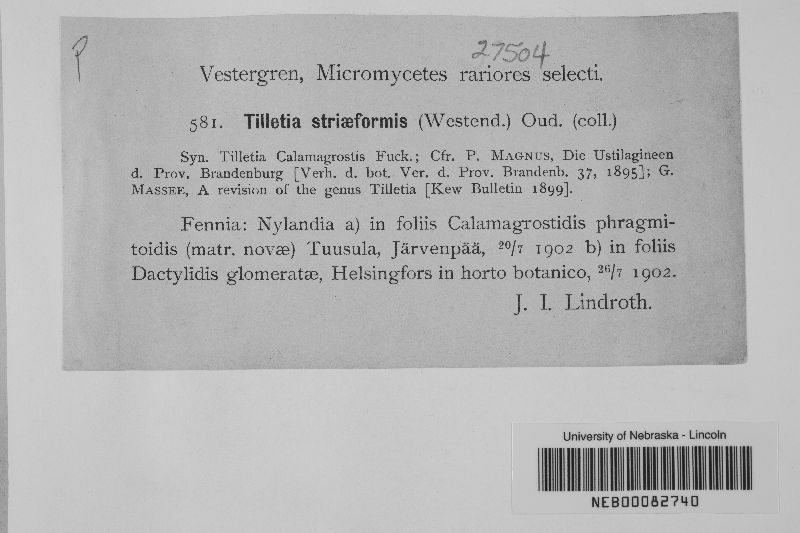 P
27504
Vestergren, Micromycetes rariores selecti.
581. Tilletia striæformis (Westend.) Oud. (coll.)
Syn. Tilletia Calamagrostis Fuck.; Cfr. P. MAGNUS, Die Ustilagineen
d. Prov. Brandenburg [Verh. d. bot. Ver. d. Prov. Brandenb. 37, 1895]; G.
MASSEE, A revision of the genus Tilletia [Kew Bulletin 1899].
Fennia: Nylandia a) in foliis Calamagrostidis phragmi-
toidis (matr. novæ) Tuusula, Järvenpää, 20/7 1902 b) in foliis
Dactylidis glomeratæ, Helsingfors in horto botanico, 26/7 1902.
J. I. Lindroth.
University of Nebraska - Lincoln
NEB00082740